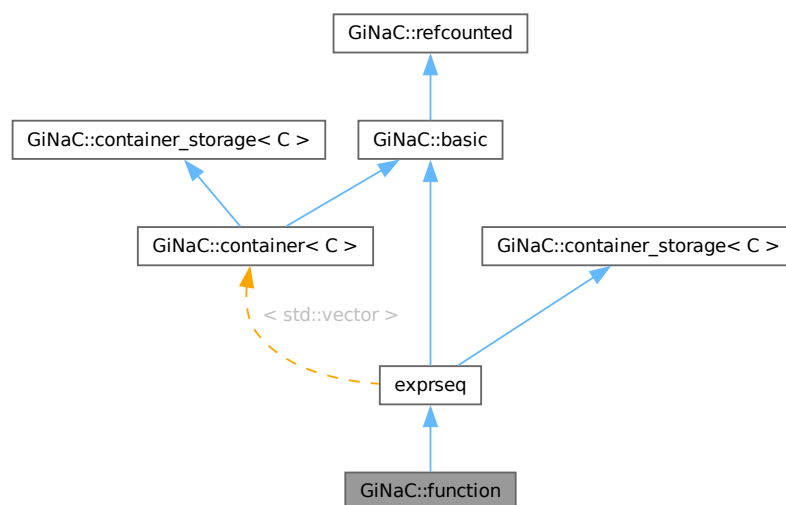 GiNaC::refcounted
GiNaC::container_storage< C >
GiNaC::basic
GiNaC::container< C >
GiNaC::container_storage< C >
< std::vector >
exprseq
GiNaC::function